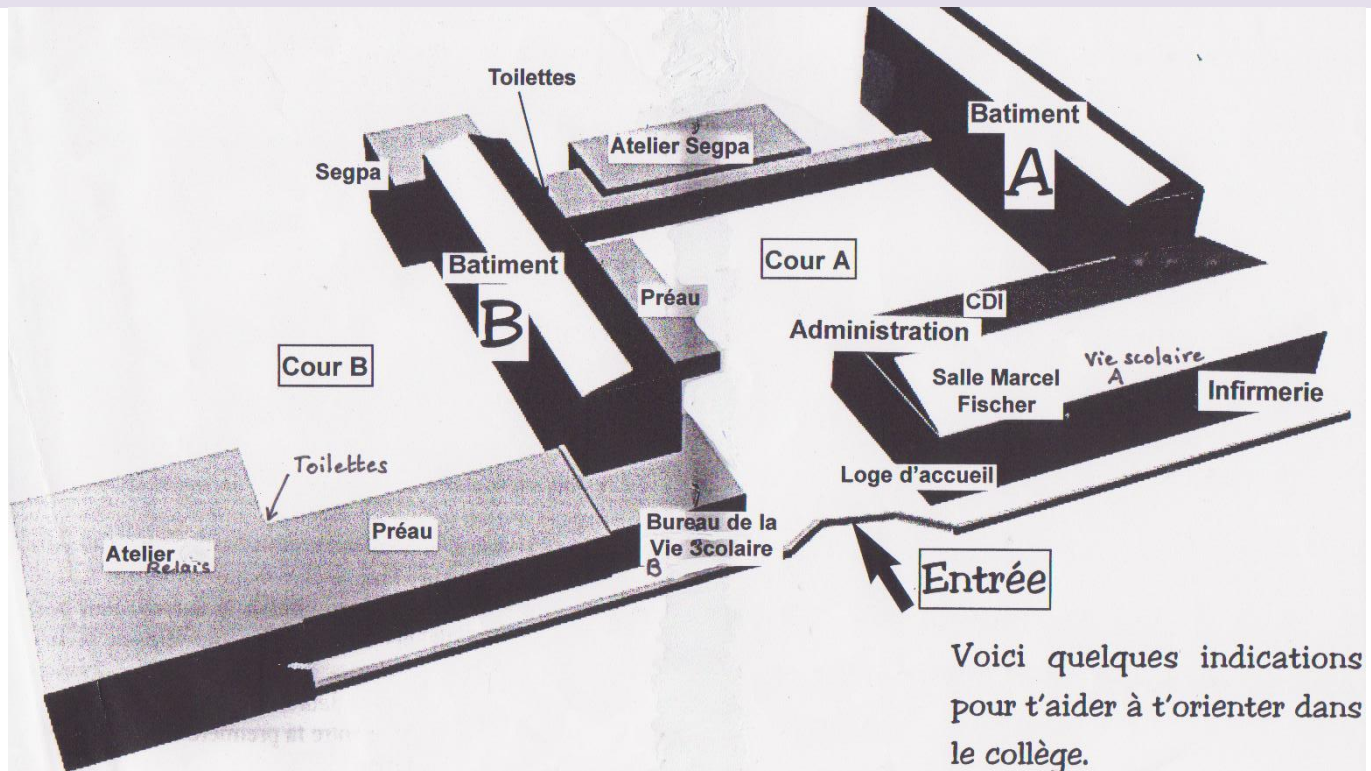 Toilettes
Batiment
A
Atelier Segpa
Segpa
Cour A
Batiment
B
Préau
CDI
Administration
Cour B
Vie scolaire
A
Salle Marcel
Fischer
Infirmerie
Toilettes
Loge d'accueil
Préau
Bureau de la
Vie Scolaire
B
Atelier
Relais
Entrée
Voici quelques indications
pour t'aider à t'orienter dans
le collège.